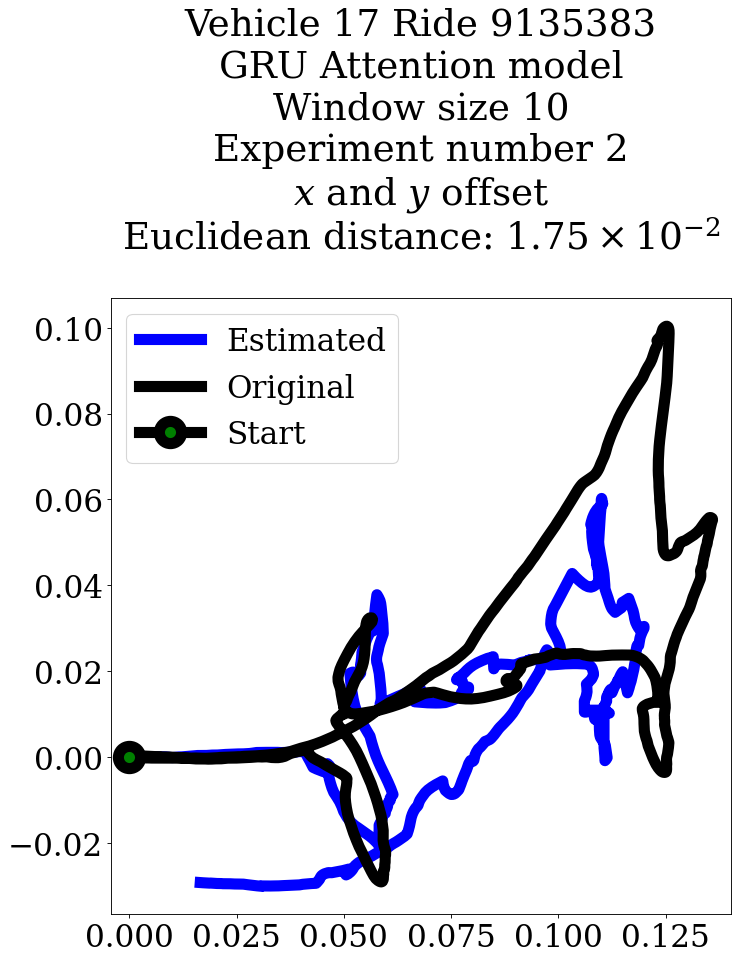 Vehicle 17 Ride 9135383
GRU Attention model
Window size 10
Experiment number 2
x and y offset
Euclidean distance: 1.75 × 10⁻²
Estimated
Original
Start
0.10
0.08
0.06
0.04
0.02
0.00
−0.02
0.000 0.025 0.050 0.075 0.100 0.125